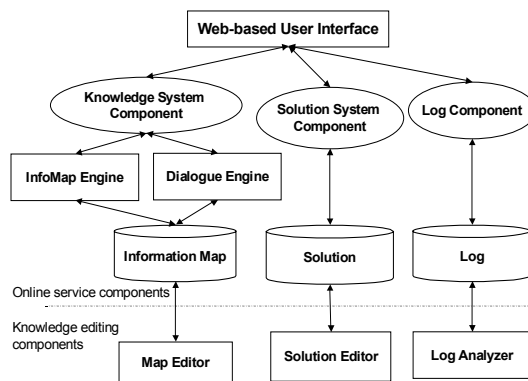 Web-based User Interface
Knowledge System
Component
Solution System
Component
Log Component
InfoMap Engine
Dialogue Engine
Information Map
Solution
Log
Online service components
Knowledge editing
components
Map Editor
Solution Editor
Log Analyzer